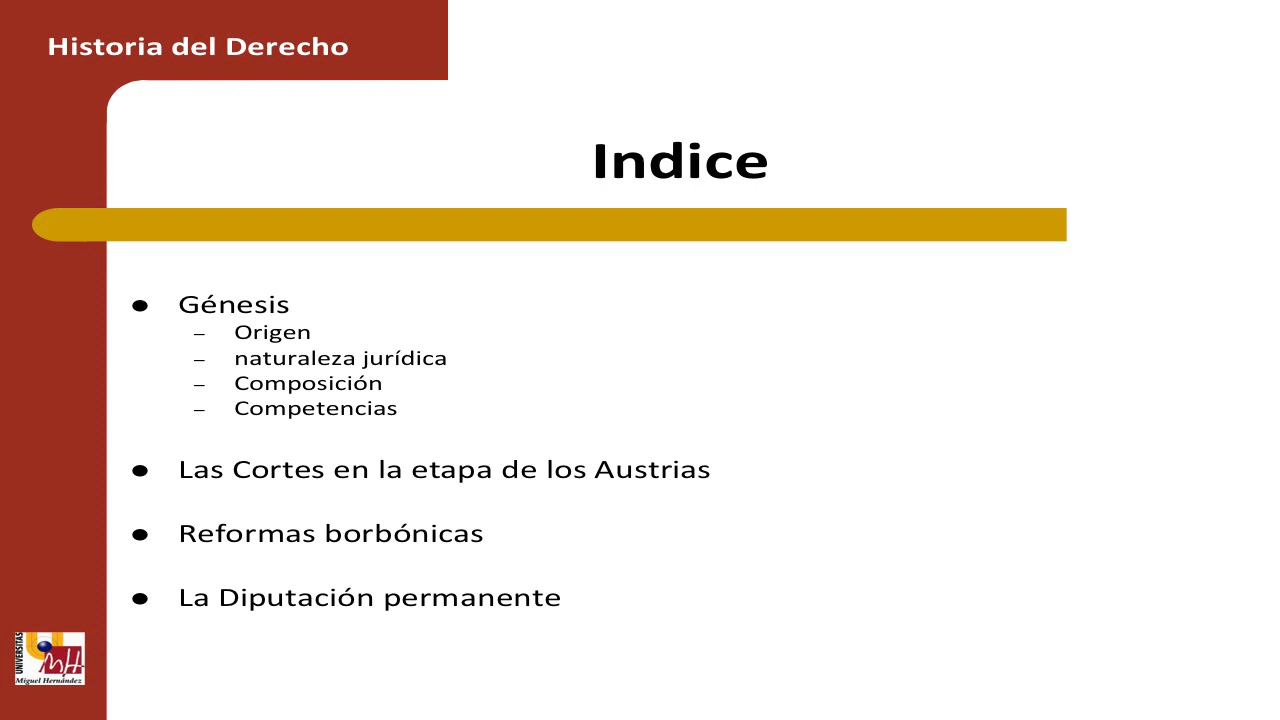 Historia del Derecho
Indice
● Génesis
– Origen
– naturaleza jurídica
– Composición
– Competencias
● Las Cortes en la etapa de los Austrias
● Reformas borbónicas
● La Diputación permanente
UNIVERSITAS
MH
Miguel Hernández